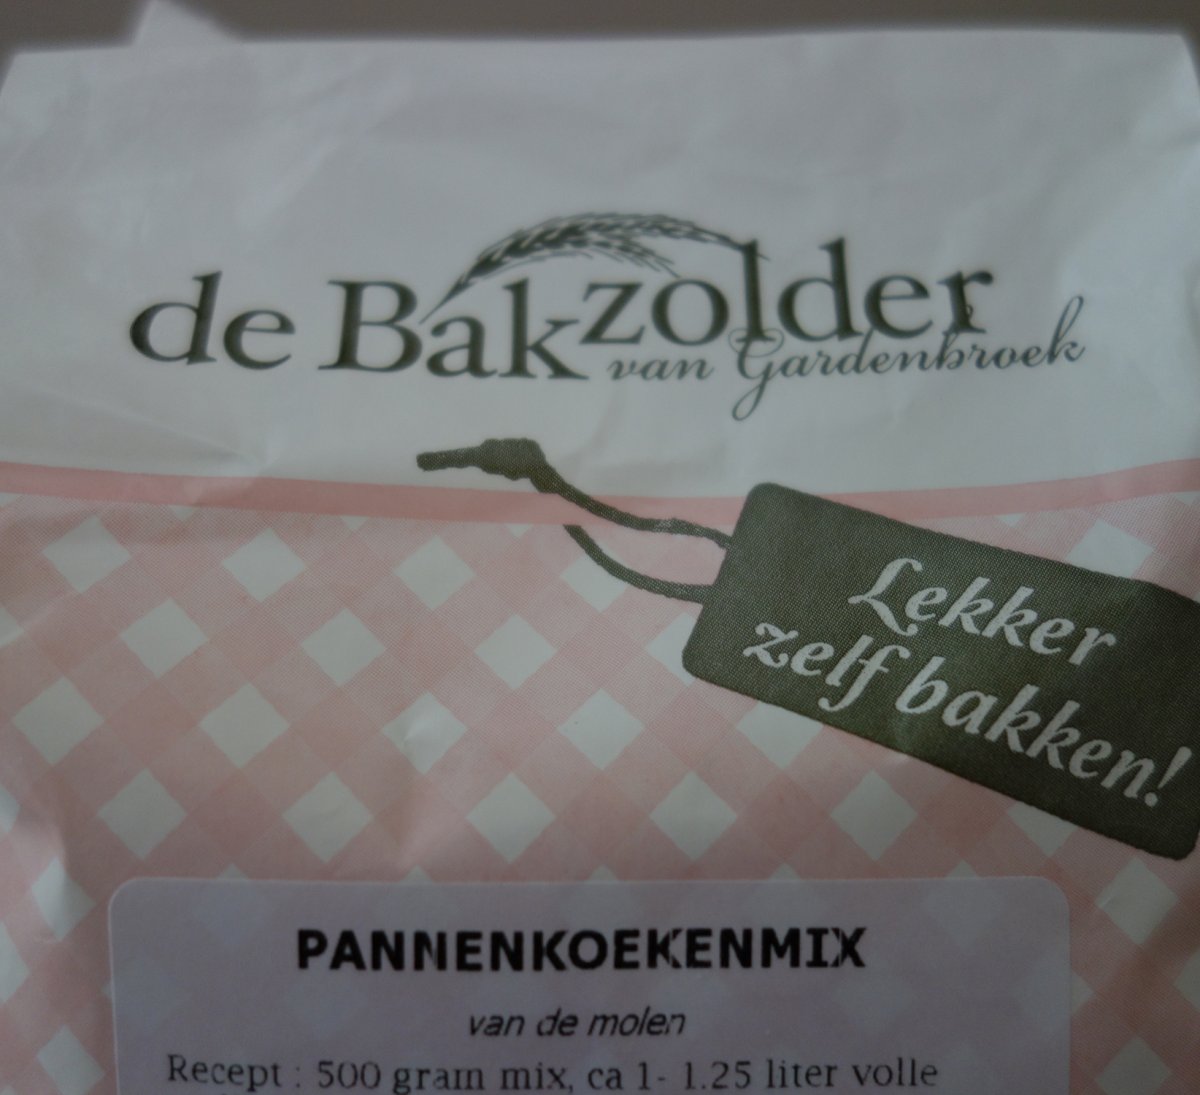 de Bakzolder
van Gardenbroek
Lekker
zelf bakken!
PANNENKOEKENMIX
van de molen
Recept : 500 gram mix, ca 1- 1.25 liter volle